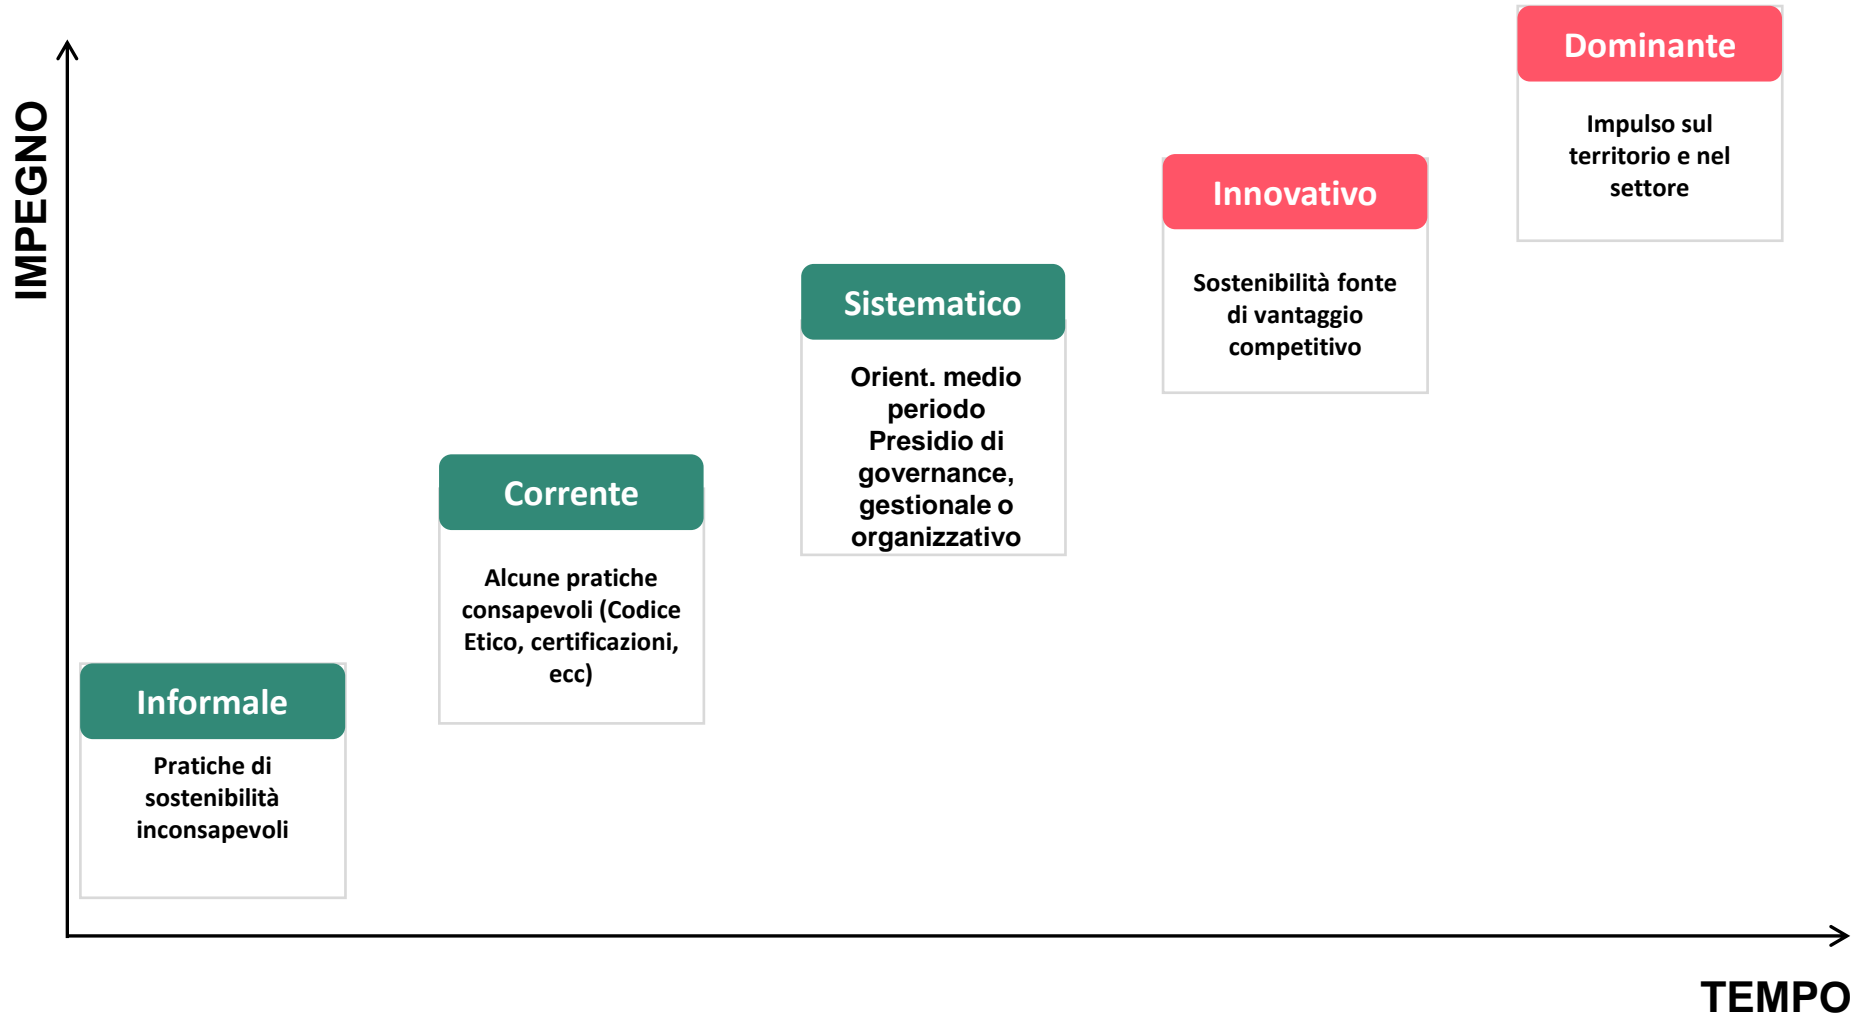 IMPEGNO
Informale
Pratiche di
sostenibilità
inconsapevoli
Corrente
Alcune pratiche
consapevoli (Codice
Etico, certificazioni,
ecc)
Sistematico
Orient. medio
periodo
Presidio di
governance,
gestionale o
organizzativo
Innovativo
Sostenibilità fonte
di vantaggio
competitivo
Dominante
Impulso sul
territorio e nel
settore
TEMPO